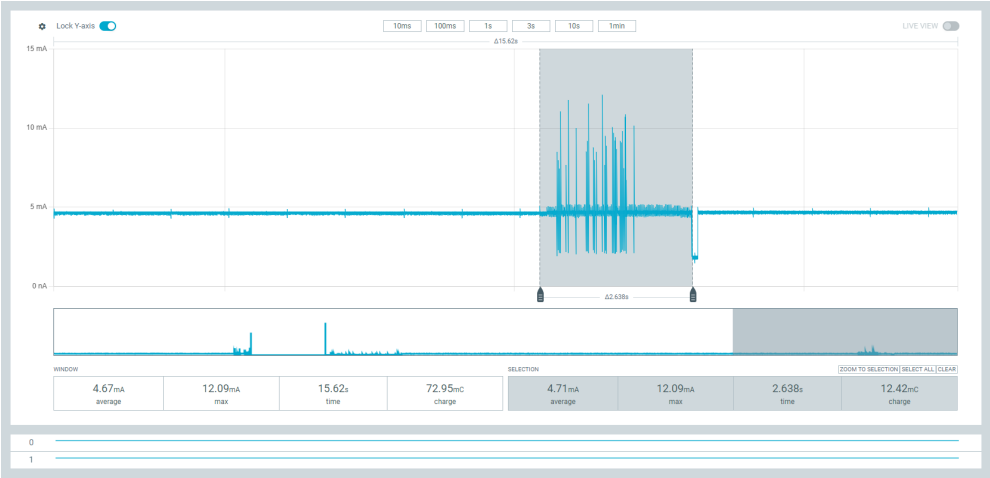 Lock Y-axis 10ms 100ms 1s 3s 10s 1min LIVE VIEW
Δ15.62s
15 mA
10 mA
5 mA
0 nA
Δ2.638s
WINDOW SELECTION ZOOM TO SELECTION SELECT ALL CLEAR
4.67mA 12.09mA 15.62s 72.95mC 4.71mA 12.09mA 2.638s 12.42mC
average max time charge average max time charge
0
1